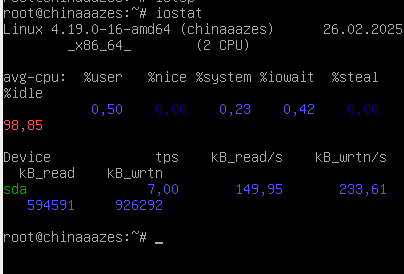 root@chinaaazes:~# iostat
Linux 4.19.0-16-amd64 (chinaaazes) 26.02.2025
_x86_64_ (2 CPU)
avg-cpu: %user %nice %system %iowait %steal
%idle
0,50 0,00 0,23 0,42 0,00
98,85
Device tps kB_read/s kB_wrtn/s
kB_read kB_wrtn
sda 7,00 149,95 233,61
594591 926292
root@chinaaazes:~# _